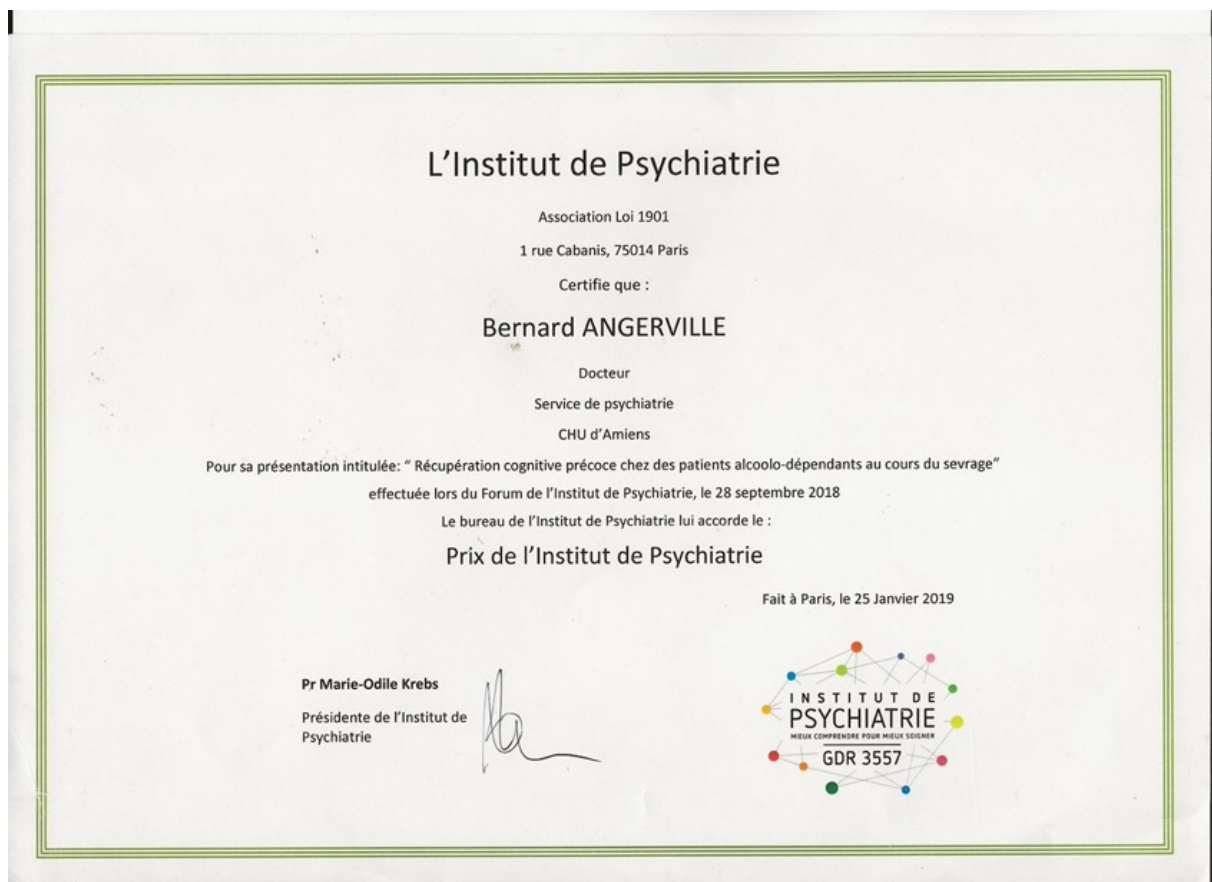 L'Institut de Psychiatrie
Association Loi 1901
1 rue Cabanis, 75014 Paris
Certifie que :
Bernard ANGERVILLE
Docteur
Service de psychiatrie
CHU d'Amiens
Pour sa présentation intitulée: " Récupération cognitive précoce chez des patients alcoolo-dépendants au cours du sevrage"
effectuée lors du Forum de l'Institut de Psychiatrie, le 28 septembre 2018
Le bureau de l'Institut de Psychiatrie lui accorde le :
Prix de l'Institut de Psychiatrie
Fait à Paris, le 25 Janvier 2019
Pr Marie-Odile Krebs
Présidente de l'Institut de
Psychiatrie
INSTITUT DE
PSYCHIATRIE
MIEUX COMPRENDRE POUR MIEUX SOIGNER
GDR 3557